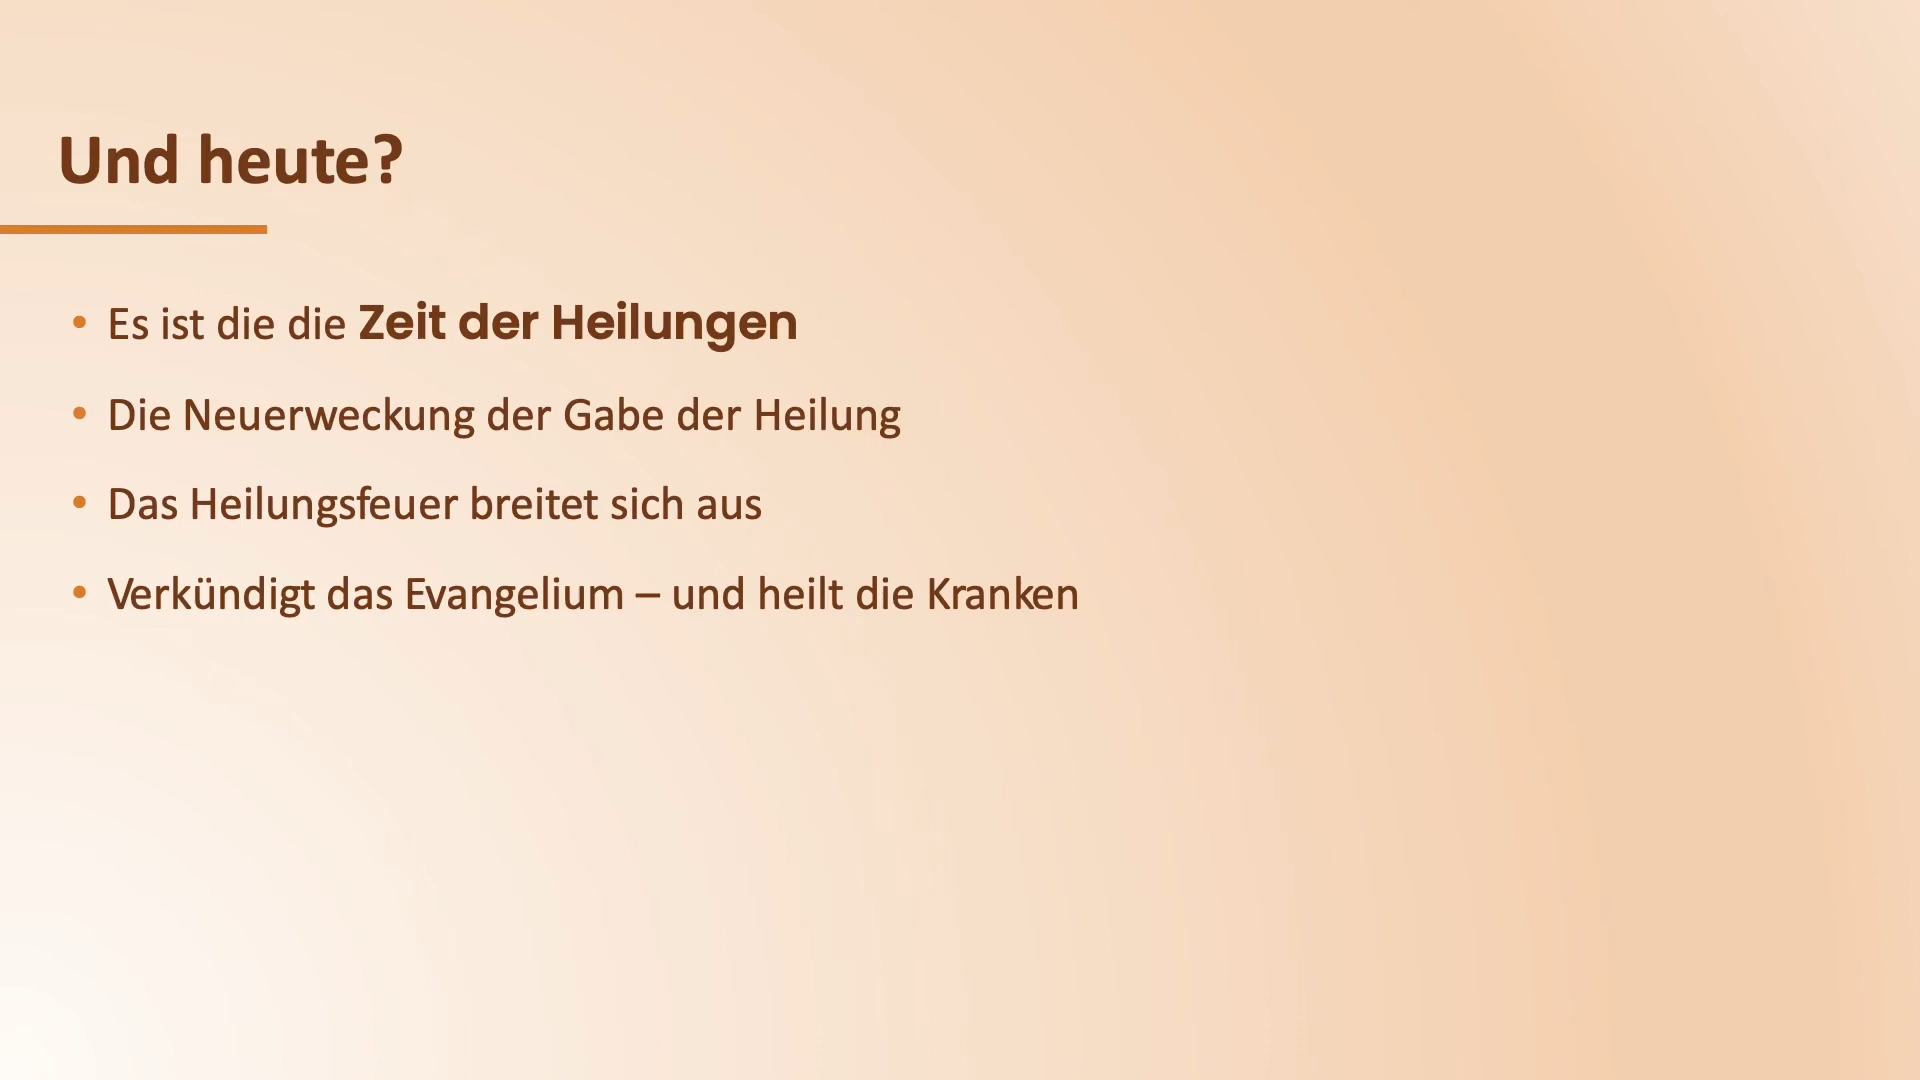 Und heute?
• Es ist die die Zeit der Heilungen
• Die Neuerweckung der Gabe der Heilung
• Das Heilungsfeuer breitet sich aus
• Verkündigt das Evangelium – und heilt die Kranken